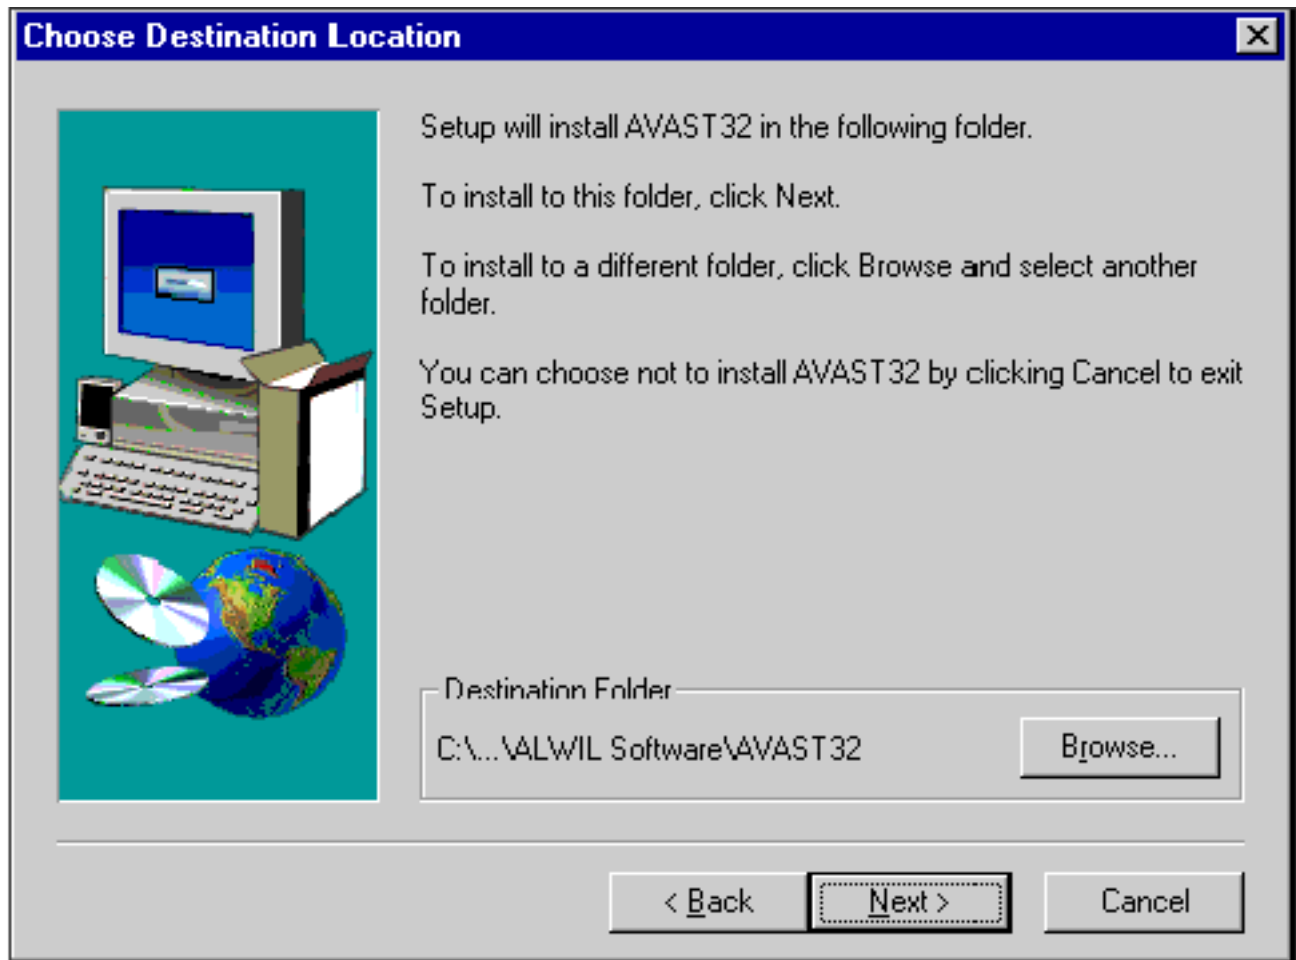 Choose Destination Location
Setup will install AVAST32 in the following folder.
To install to this folder, click Next.
To install to a different folder, click Browse and select another
folder.
You can choose not to install AVAST32 by clicking Cancel to exit
Setup.
Destination Folder
C:\...\ALWIL Software\AVAST32
Browse...
< Back
Next >
Cancel